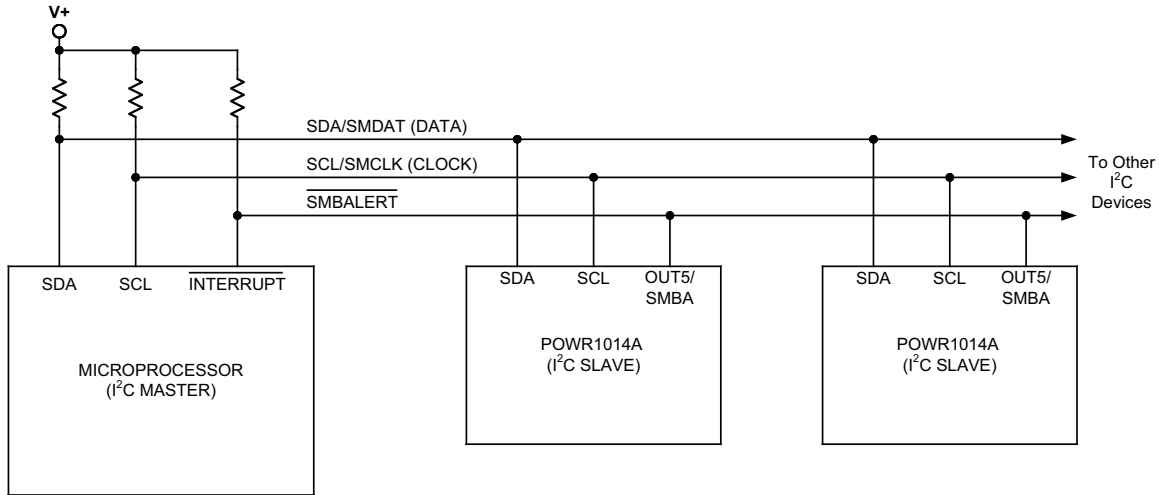 V+
SDA/SMDAT (DATA)
SCL/SMCLK (CLOCK)
SMBALERT
To Other
I²C
Devices
SDA SCL INTERRUPT
MICROPROCESSOR
(I²C MASTER)
SDA SCL OUT5/
SMBA
POWR1014A
(I²C SLAVE)
SDA SCL OUT5/
SMBA
POWR1014A
(I²C SLAVE)